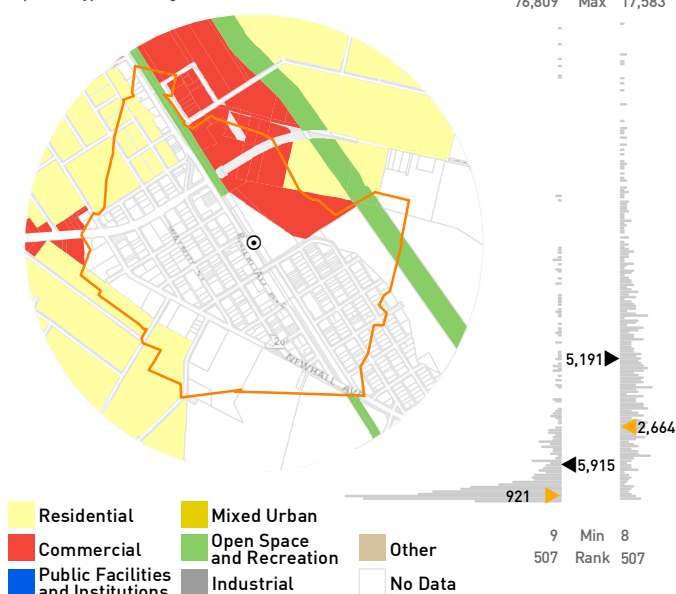 76,809 Max 17,583
5,191
2,664
5,915
921
NEWHALL AVE
Residential
Mixed Urban
Commercial
Open Space
and Recreation
Other
Public Facilities
and Institutions
Industrial
No Data
9 Min 8
507 Rank 507